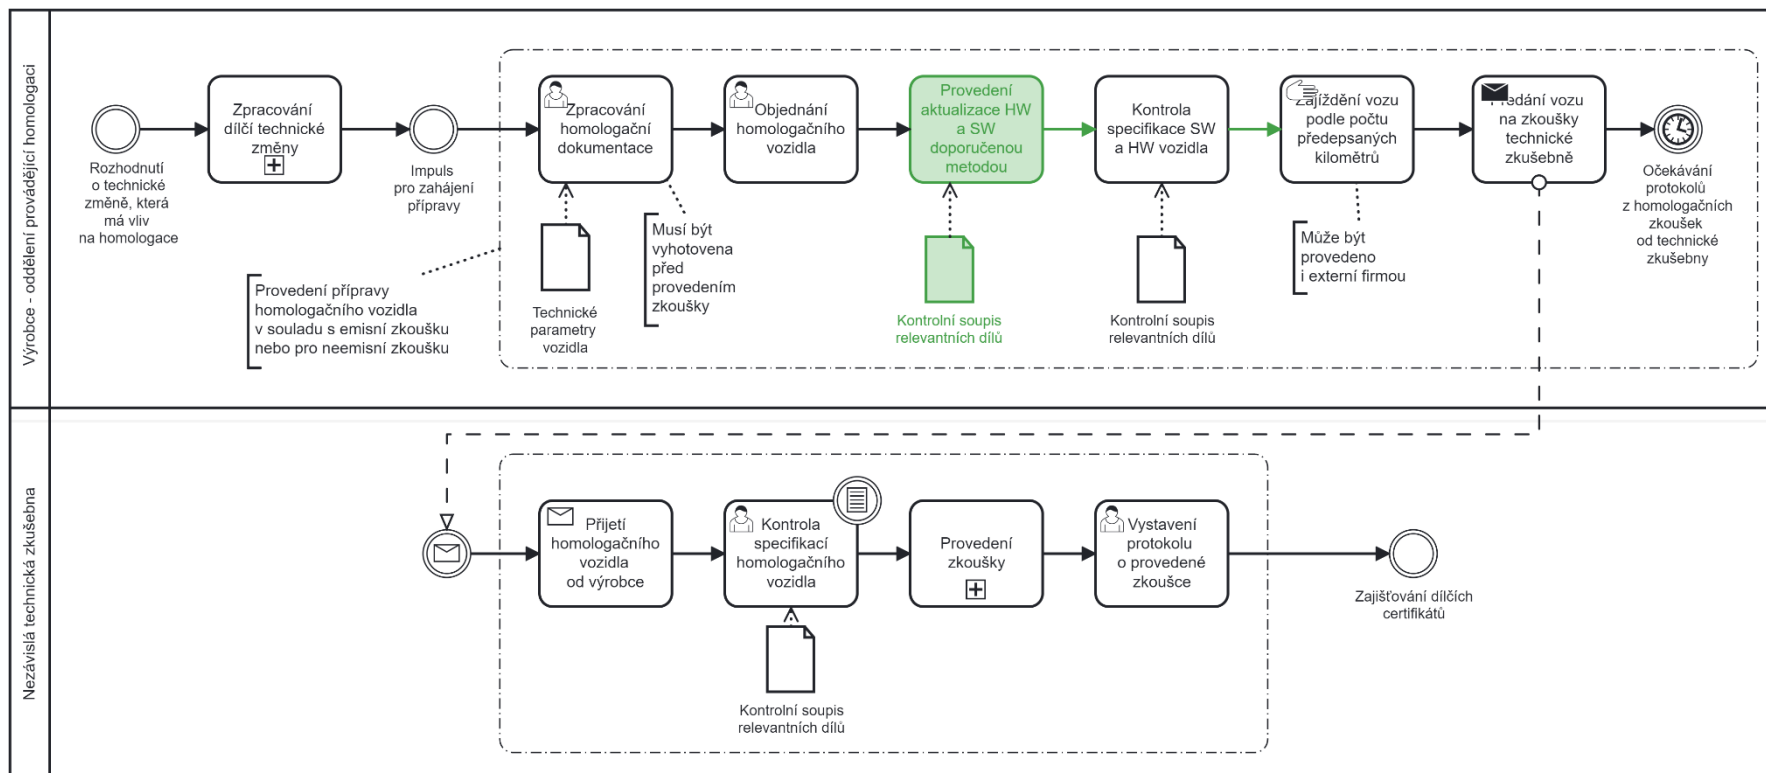 Výrobce - oddělení provádějící homologaci
Rozhodnutí
o technické
změně, která
má vliv
na homologace
Zpracování
dílčí technické
změny
Impuls
pro zahájení
přípravy
Zpracování
homologační
dokumentace
Objednání
homologačního
vozidla
Provedení
aktualizace HW
a SW
doporučenou
metodou
Kontrola
specifikace SW
a HW vozidla
Zajíždění vozu
podle počtu
předepsaných
kilometrů
Předání vozu
na zkoušky
technické
zkušebně
Očekávání
protokolů
z homologačních
zkoušek
od technické
zkušebny
Provedení přípravy
homologačního vozidla
v souladu s emisní zkoušku
nebo pro neemisní zkoušku
Technické
parametry
vozidla
Musí být
vyhotovena
před
provedením
zkoušky
Kontrolní soupis
relevantních dílů
Kontrolní soupis
relevantních dílů
Může být
provedeno
i externí firmou
Nezávislá technická zkušebna
Přijetí
homologačního
vozidla
od výrobce
Kontrola
specifikací
homologačního
vozidla
Provedení
zkoušky
Vystavení
protokolu
o provedené
zkoušce
Zajišťování dílčích
certifikátů
Kontrolní soupis
relevantních dílů